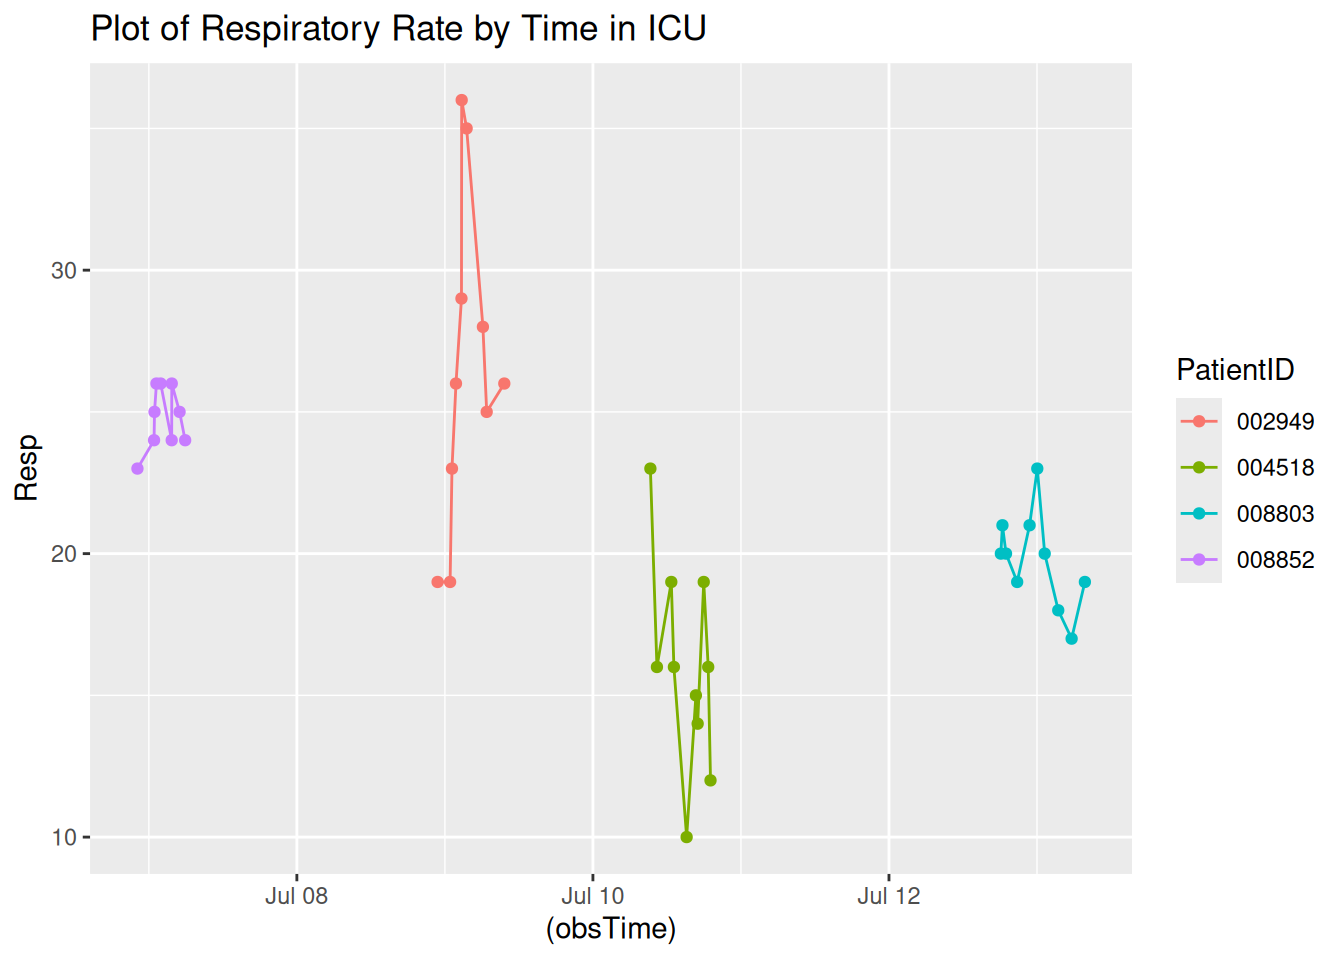 Plot of Respiratory Rate by Time in ICU
Resp
30
20
10
Jul 08
Jul 10
Jul 12
(obsTime)
PatientID
002949
004518
008803
008852